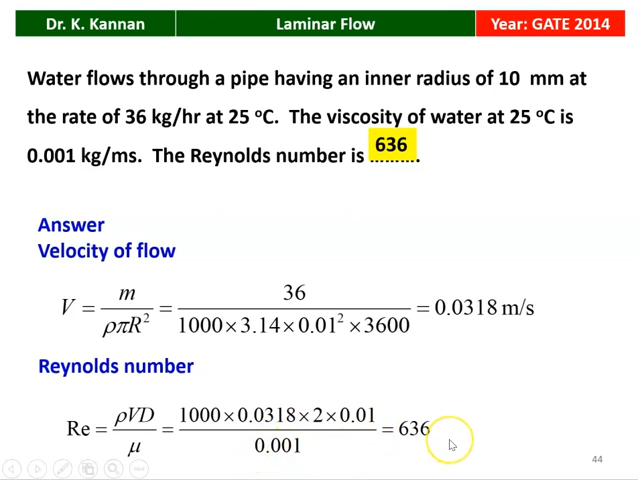 Dr. K. Kannan
Laminar Flow
Year: GATE 2014
Water flows through a pipe having an inner radius of 10 mm at
the rate of 36 kg/hr at 25 °C. The viscosity of water at 25 °C is
0.001 kg/ms. The Reynolds number is 636 .........
Answer
Velocity of flow
V = m / ρπR² = 36 / 1000×3.14×0.01²×3600 = 0.0318 m/s
Reynolds number
Re = ρVD / μ = 1000×0.0318×2×0.01 / 0.001 = 636
44